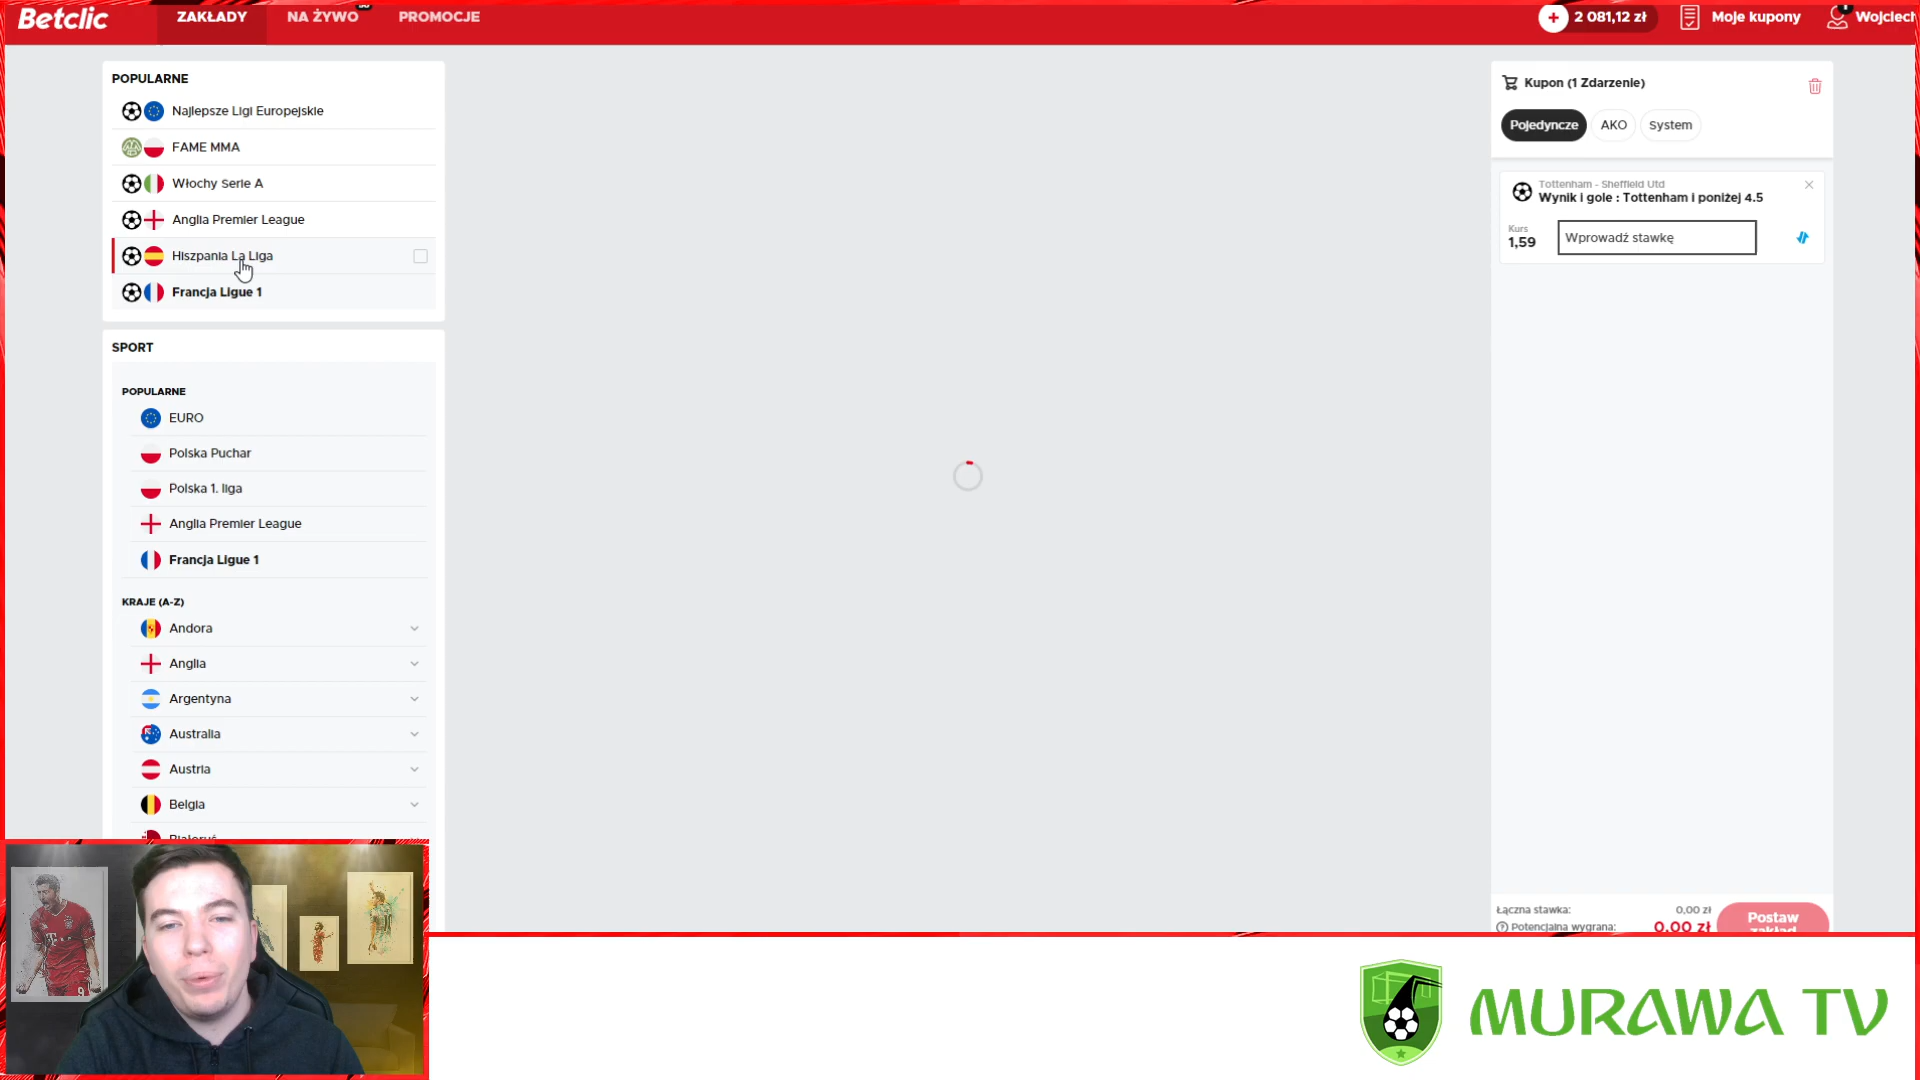 Betclic
ZAKŁADY
NA ŻYWO
PROMOCJE
2 081,12 zł
Moje kupony
Wojciech
POPULARNE
Najlepsze Ligi Europejskie
FAME MMA
Włochy Serie A
Anglia Premier League
Hiszpania La Liga
Francja Ligue 1
SPORT
POPULARNE
EURO
Polska Puchar
Polska 1. liga
Anglia Premier League
Francja Ligue 1
KRAJE (A-Z)
Andora
Anglia
Argentyna
Australia
Austria
Belgia
Białoruś
Kupon (1 Zdarzenie)
Pojedyncze
AKO
System
Tottenham - Sheffield Utd
Wynik i gole : Tottenham i poniżej 4.5
Kurs
1,59
Wprowadź stawkę
Łączna stawka:
0,00 zł
Potencjalna wygrana:
0,00 zł
Postaw
zakład
MURAWA TV